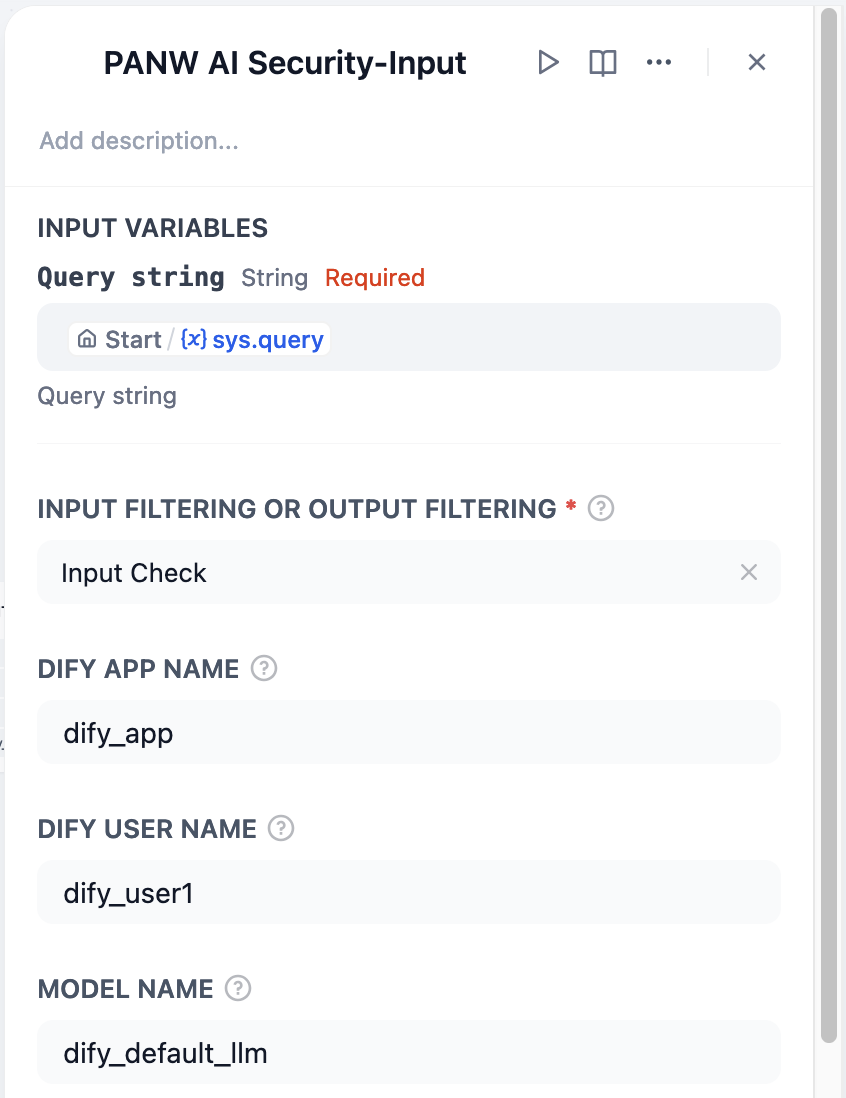 PANW AI Security-Input
Add description...
INPUT VARIABLES
Query string String Required
Start / {x} sys.query
Query string
INPUT FILTERING OR OUTPUT FILTERING *
Input Check
DIFY APP NAME
dify_app
DIFY USER NAME
dify_user1
MODEL NAME
dify_default_llm